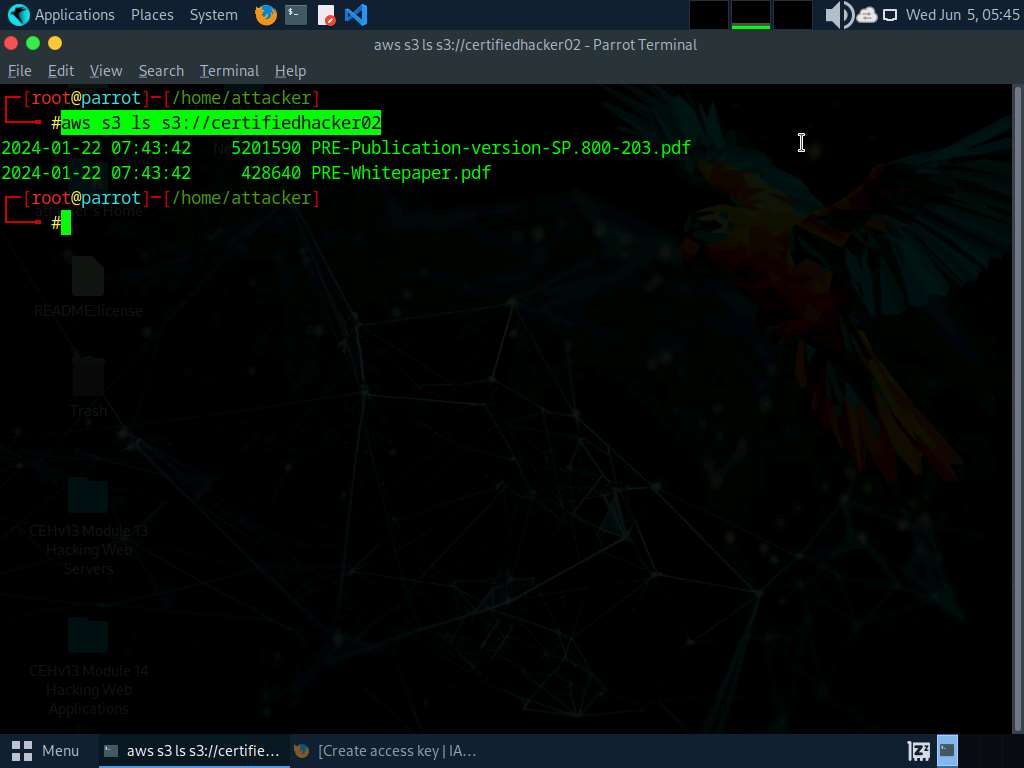 Applications Places System Wed Jun 5, 05:45
aws s3 ls s3://certifiedhacker02 - Parrot Terminal
File Edit View Search Terminal Help
┌─[root@parrot]─[/home/attacker]
└──╼ #aws s3 ls s3://certifiedhacker02
2024-01-22 07:43:42    5201590 PRE-Publication-version-SP.800-203.pdf
2024-01-22 07:43:42     428640 PRE-Whitepaper.pdf
┌─[root@parrot]─[/home/attacker]
└──╼ #
attacker's Home
README.license
Trash
CEHv13 Module 13
Hacking Web
Servers
CEHv13 Module 14
Hacking Web
Applications
Menu aws s3 ls s3://certifie... [Create access key | IA...